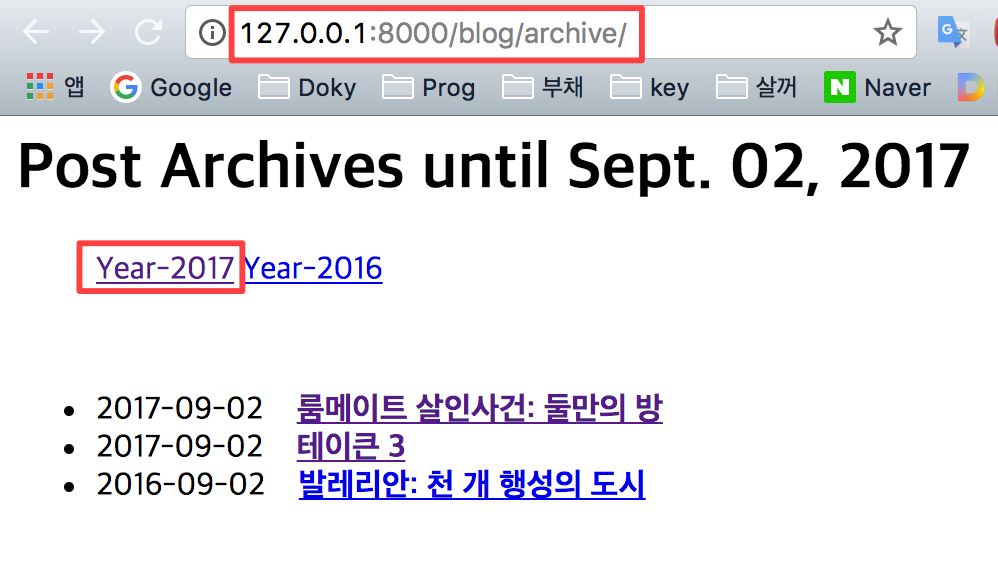 127.0.0.1:8000/blog/archive/
앱 Google Doky Prog 부채 key 살꺼 Naver
Post Archives until Sept. 02, 2017
Year-2017 Year-2016
2017-09-02 룸메이트 살인사건: 둘만의 방
2017-09-02 테이큰 3
2016-09-02 발레리안: 천 개 행성의 도시